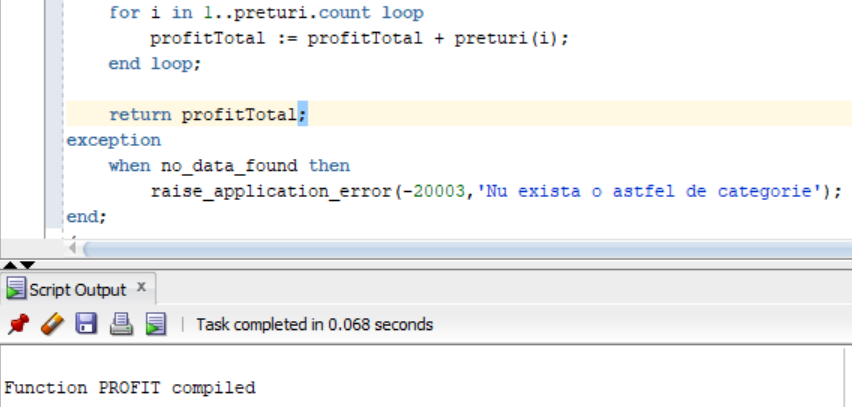 for i in 1..preturi.count loop
profitTotal := profitTotal + preturi(i);
end loop;
return profitTotal;
exception
when no_data_found then
raise_application_error(-20003,'Nu exista o astfel de categorie');
end;
Script Output x
Task completed in 0.068 seconds
Function PROFIT compiled